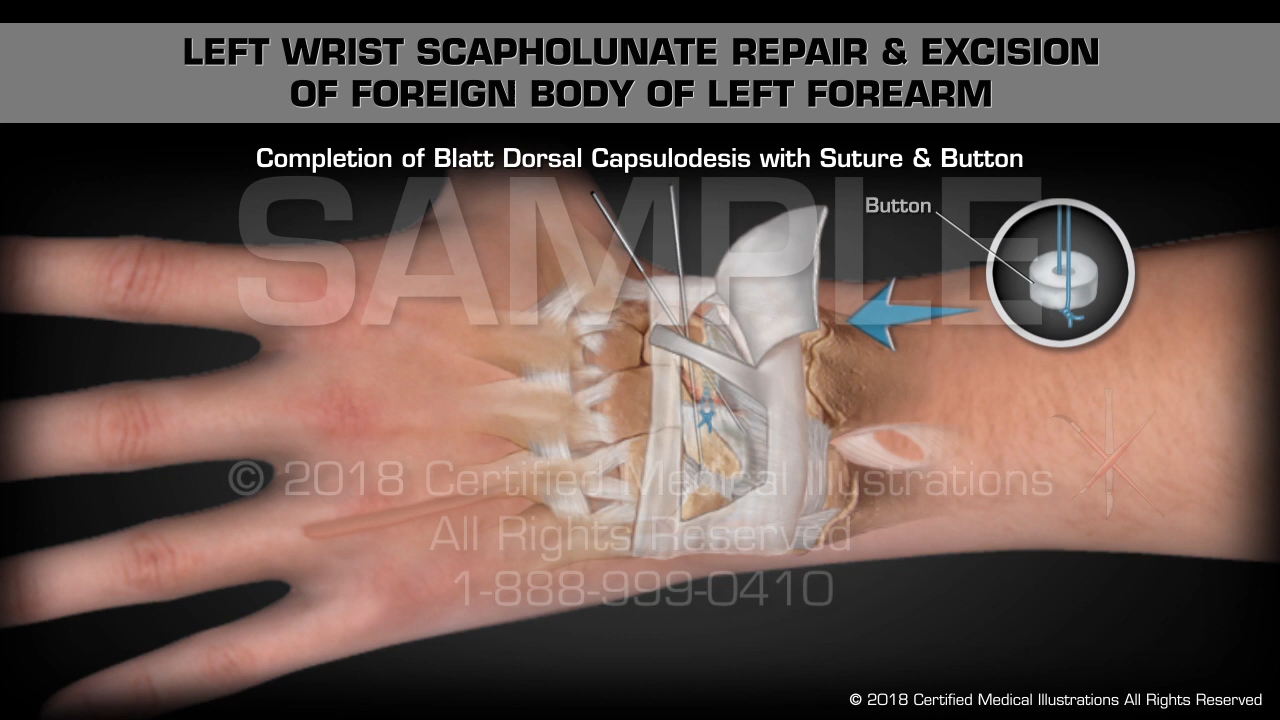 LEFT WRIST SCAPHOLUNATE REPAIR & EXCISION
OF FOREIGN BODY OF LEFT FOREARM
Completion of Blatt Dorsal Capsulodesis with Suture & Button
SAMPLE
Button
© 2018 Certified Medical Illustrations
All Rights Reserved
1-888-999-0410
© 2018 Certified Medical Illustrations All Rights Reserved